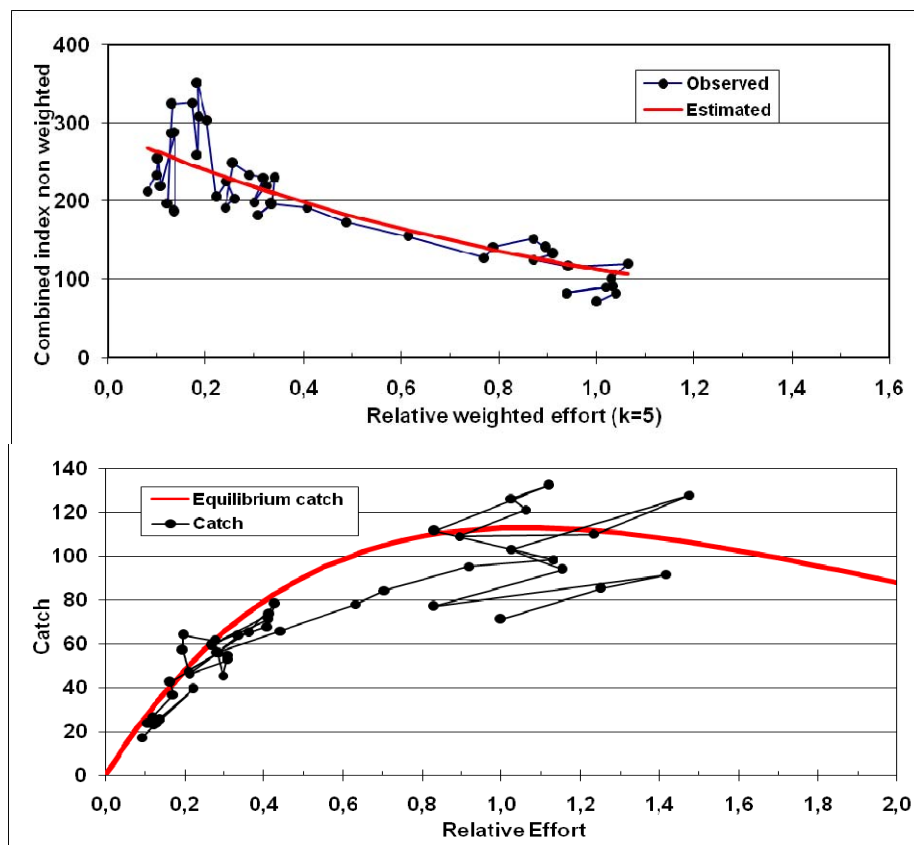 400
300
200
100
0
Combined index non weighted
Observed
Estimated
0,0 0,2 0,4 0,6 0,8 1,0 1,2 1,4 1,6
Relative weighted effort (k=5)
140
120
100
80
60
40
20
0
Catch
Equilibrium catch
Catch
0,0 0,2 0,4 0,6 0,8 1,0 1,2 1,4 1,6 1,8 2,0
Relative Effort